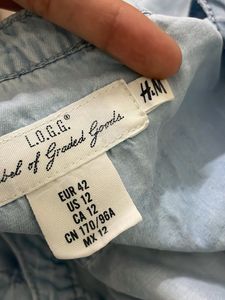 H&M
L.O.G.G.®
Label of Graded Goods
EUR 42
US 12
CA 12
CN 170/96A
MX 12